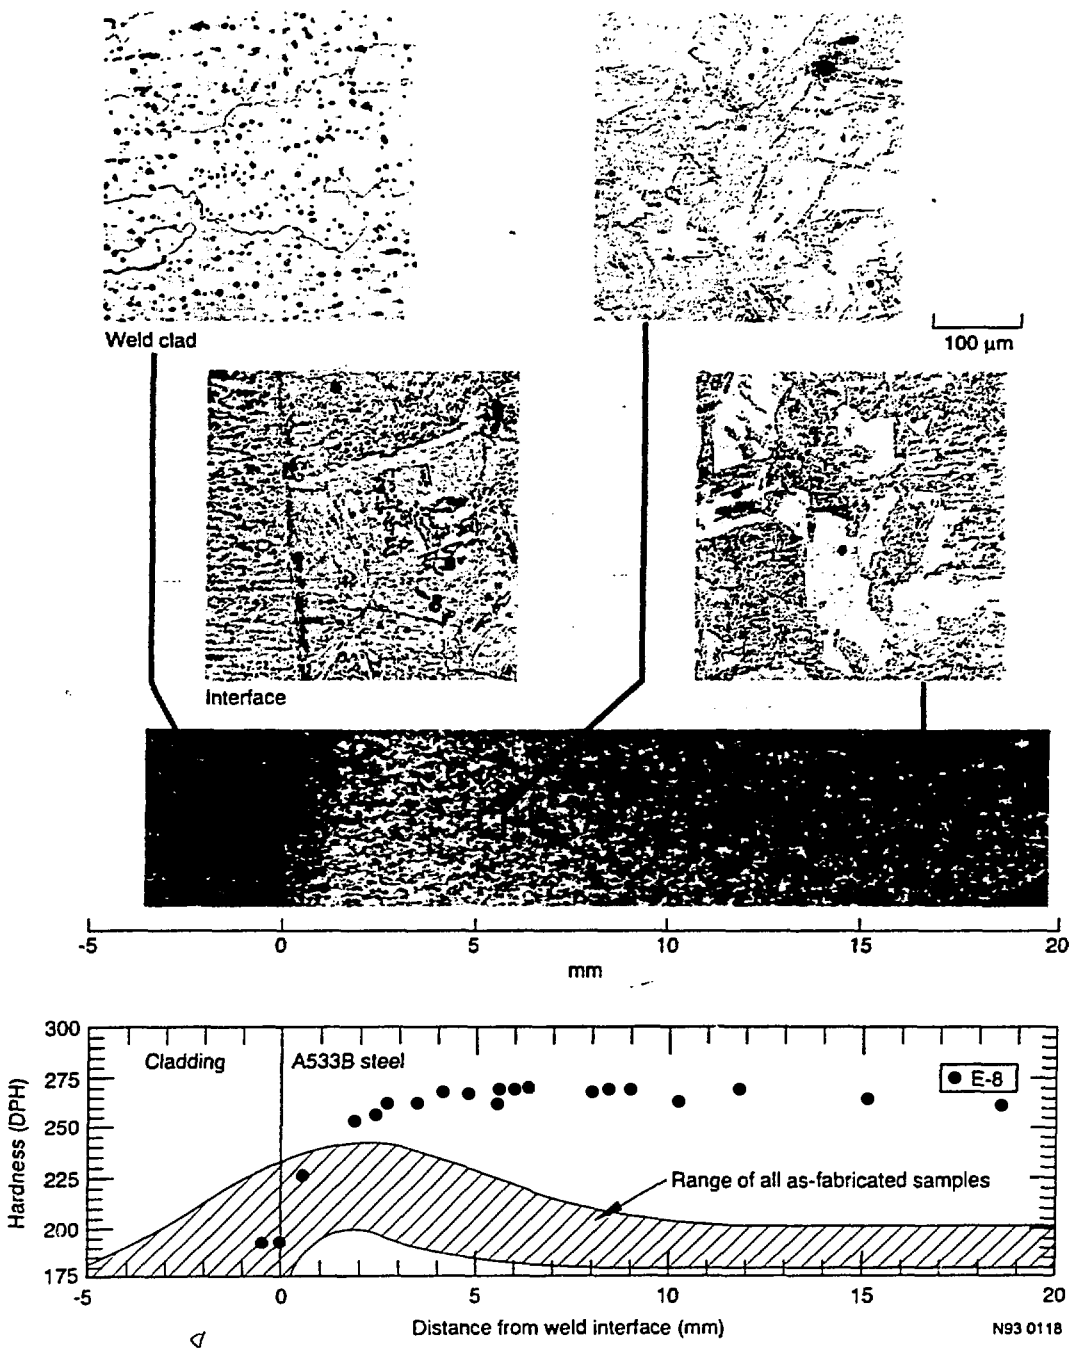 Weld clad
100 µm
Interface
-5 0 5 10 15 20
mm
300
275
250
225
200
175
Hardness (DPH)
Cladding
A533B steel
E-8
Range of all as-fabricated samples
-5 0 5 10 15 20
Distance from weld interface (mm)
N93 0118